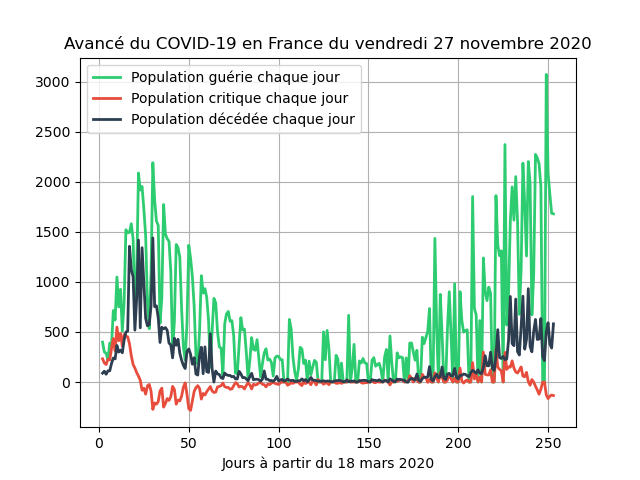 Avancé du COVID-19 en France du vendredi 27 novembre 2020
Population guérie chaque jour
Population critique chaque jour
Population décédée chaque jour
3000
2500
2000
1500
1000
500
0
0 50 100 150 200 250
Jours à partir du 18 mars 2020